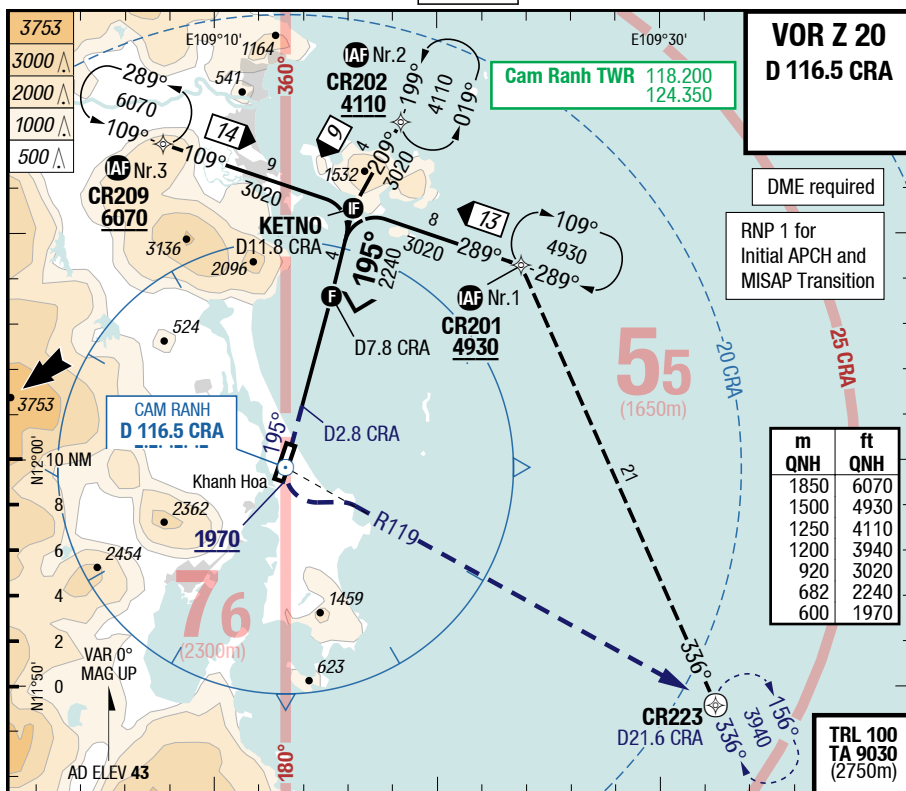 3753
3000
2000
1000
500
E109°10'
1164
541
360°
IAF Nr.2
CR202
4110
199°
4110
019°
E109°30'
Cam Ranh TWR 118.200
124.350
VOR Z 20
D 116.5 CRA
289°
6070
109°
14
109°
9
3020
9
4
209°
3020
1532
IAF Nr.3
CR209
6070
DME required
RNP 1 for
Initial APCH and
MISAP Transition
IF
KETNO
D11.8 CRA
8
3020
13
289°
109°
4930
289°
3136
2096
4
195°
2240
F
D7.8 CRA
IAF Nr.1
CR201
4930
524
55
(1650m)
20 CRA
25 CRA
3753
CAM RANH
D 116.5 CRA
195°
D2.8 CRA
N12°00'
10 NM
8
6
4
2
0
Khanh Hoa
1970
2362
2454
R119
21
m ft
QNH QNH
1850 6070
1500 4930
1250 4110
1200 3940
920 3020
682 2240
600 1970
76
(2300m)
1459
623
VAR 0°
MAG UP
N11°50'
336°
CR223
D21.6 CRA
156°
3940
336°
AD ELEV 43
180°
TRL 100
TA 9030
(2750m)